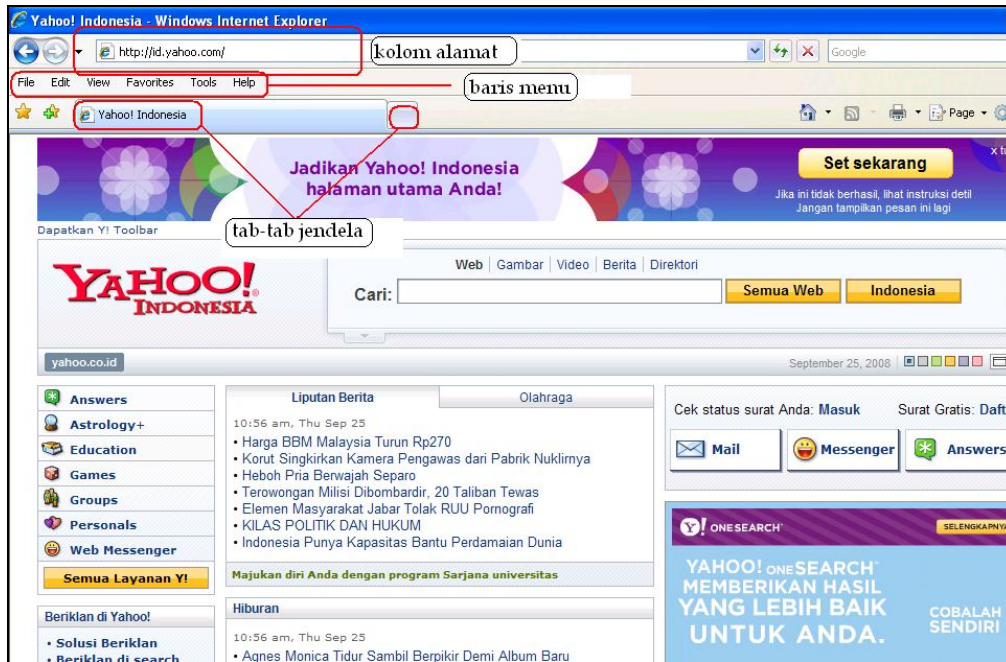 Yahoo! Indonesia - Windows Internet Explorer
http://id.yahoo.com/
kolom alamat
Google
File Edit View Favorites Tools Help
baris menu
Yahoo! Indonesia
Page
Jadikan Yahoo! Indonesia
halaman utama Anda!
Set sekarang
Jika ini tidak berhasil, lihat instruksi detil
Jangan tampilkan pesan ini lagi
Dapatkan Y! Toolbar
tab-tab jendela
YAHOO!
INDONESIA
Web | Gambar | Video | Berita | Direktori
Cari:
Semua Web
Indonesia
yahoo.co.id
September 25, 2008
Answers
Astrology+
Education
Games
Groups
Personals
Web Messenger
Semua Layanan Y!
Beriklan di Yahoo!
• Solusi Beriklan
• Beriklan di search
Liputan Berita
Olahraga
10:56 am, Thu Sep 25
• Harga BBM Malaysia Turun Rp270
• Korut Singkirkan Kamera Pengawas dari Pabrik Nuklirnya
• Heboh Pria Berwajah Separo
• Terowongan Milisi Dibombardir, 20 Taliban Tewas
• Elemen Masyarakat Jabar Tolak RUU Pornografi
• KILAS POLITIK DAN HUKUM
• Indonesia Punya Kapasitas Bantu Perdamaian Dunia
Majukan diri Anda dengan program Sarjana universitas
Hiburan
10:56 am, Thu Sep 25
• Agnes Monica Tidur Sambil Berpikir Demi Album Baru
Cek status surat Anda: Masuk
Surat Gratis: Daft
Mail
Messenger
Answers
Y! ONESEARCH
SELENGKAPNYA
YAHOO! ONESEARCH
MEMBERIKAN HASIL
YANG LEBIH BAIK
UNTUK ANDA.
COBALAH
SENDIRI